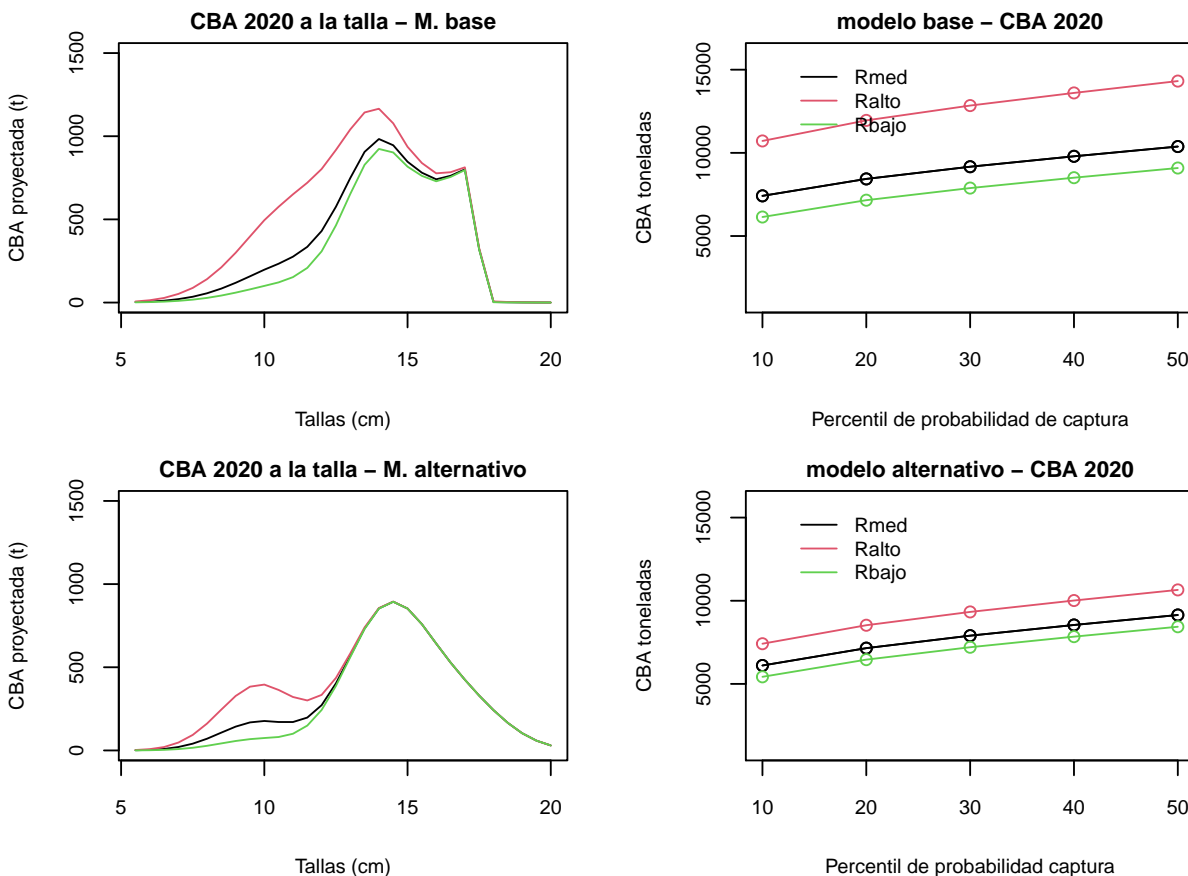 CBA 2020 a la talla – M. base
CBA proyectada (t)
0
500
1000
1500
5
10
15
20
Tallas (cm)
modelo base – CBA 2020
CBA toneladas
5000
10000
15000
Rmed
Ralto
Rbajo
10
20
30
40
50
Percentil de probabilidad de captura
CBA 2020 a la talla – M. alternativo
CBA proyectada (t)
0
500
1000
1500
5
10
15
20
Tallas (cm)
modelo alternativo – CBA 2020
CBA toneladas
5000
10000
15000
Rmed
Ralto
Rbajo
10
20
30
40
50
Percentil de probabilidad captura